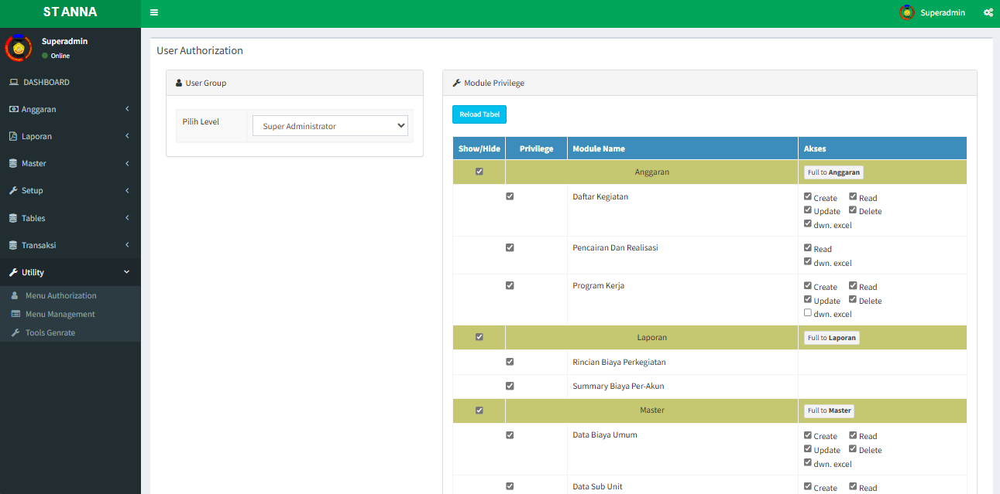 ST ANNA
Superadmin
Superadmin
Online
DASHBOARD
Anggaran
Laporan
Master
Setup
Tables
Transaksi
Utility
Menu Authorization
Menu Management
Tools Genrate
User Authorization
User Group
Pilih Level
Super Administrator
Module Privilege
Reload Tabel
Show/Hide Privilege Module Name Akses
Anggaran Full to Anggaran
Daftar Kegiatan Create Read
Update Delete
dwn. excel
Pencairan Dan Realisasi Read
dwn. excel
Program Kerja Create Read
Update Delete
dwn. excel
Laporan Full to Laporan
Rincian Biaya Perkegiatan
Summary Biaya Per-Akun
Master Full to Master
Data Biaya Umum Create Read
Update Delete
dwn. excel
Data Sub Unit Create Read